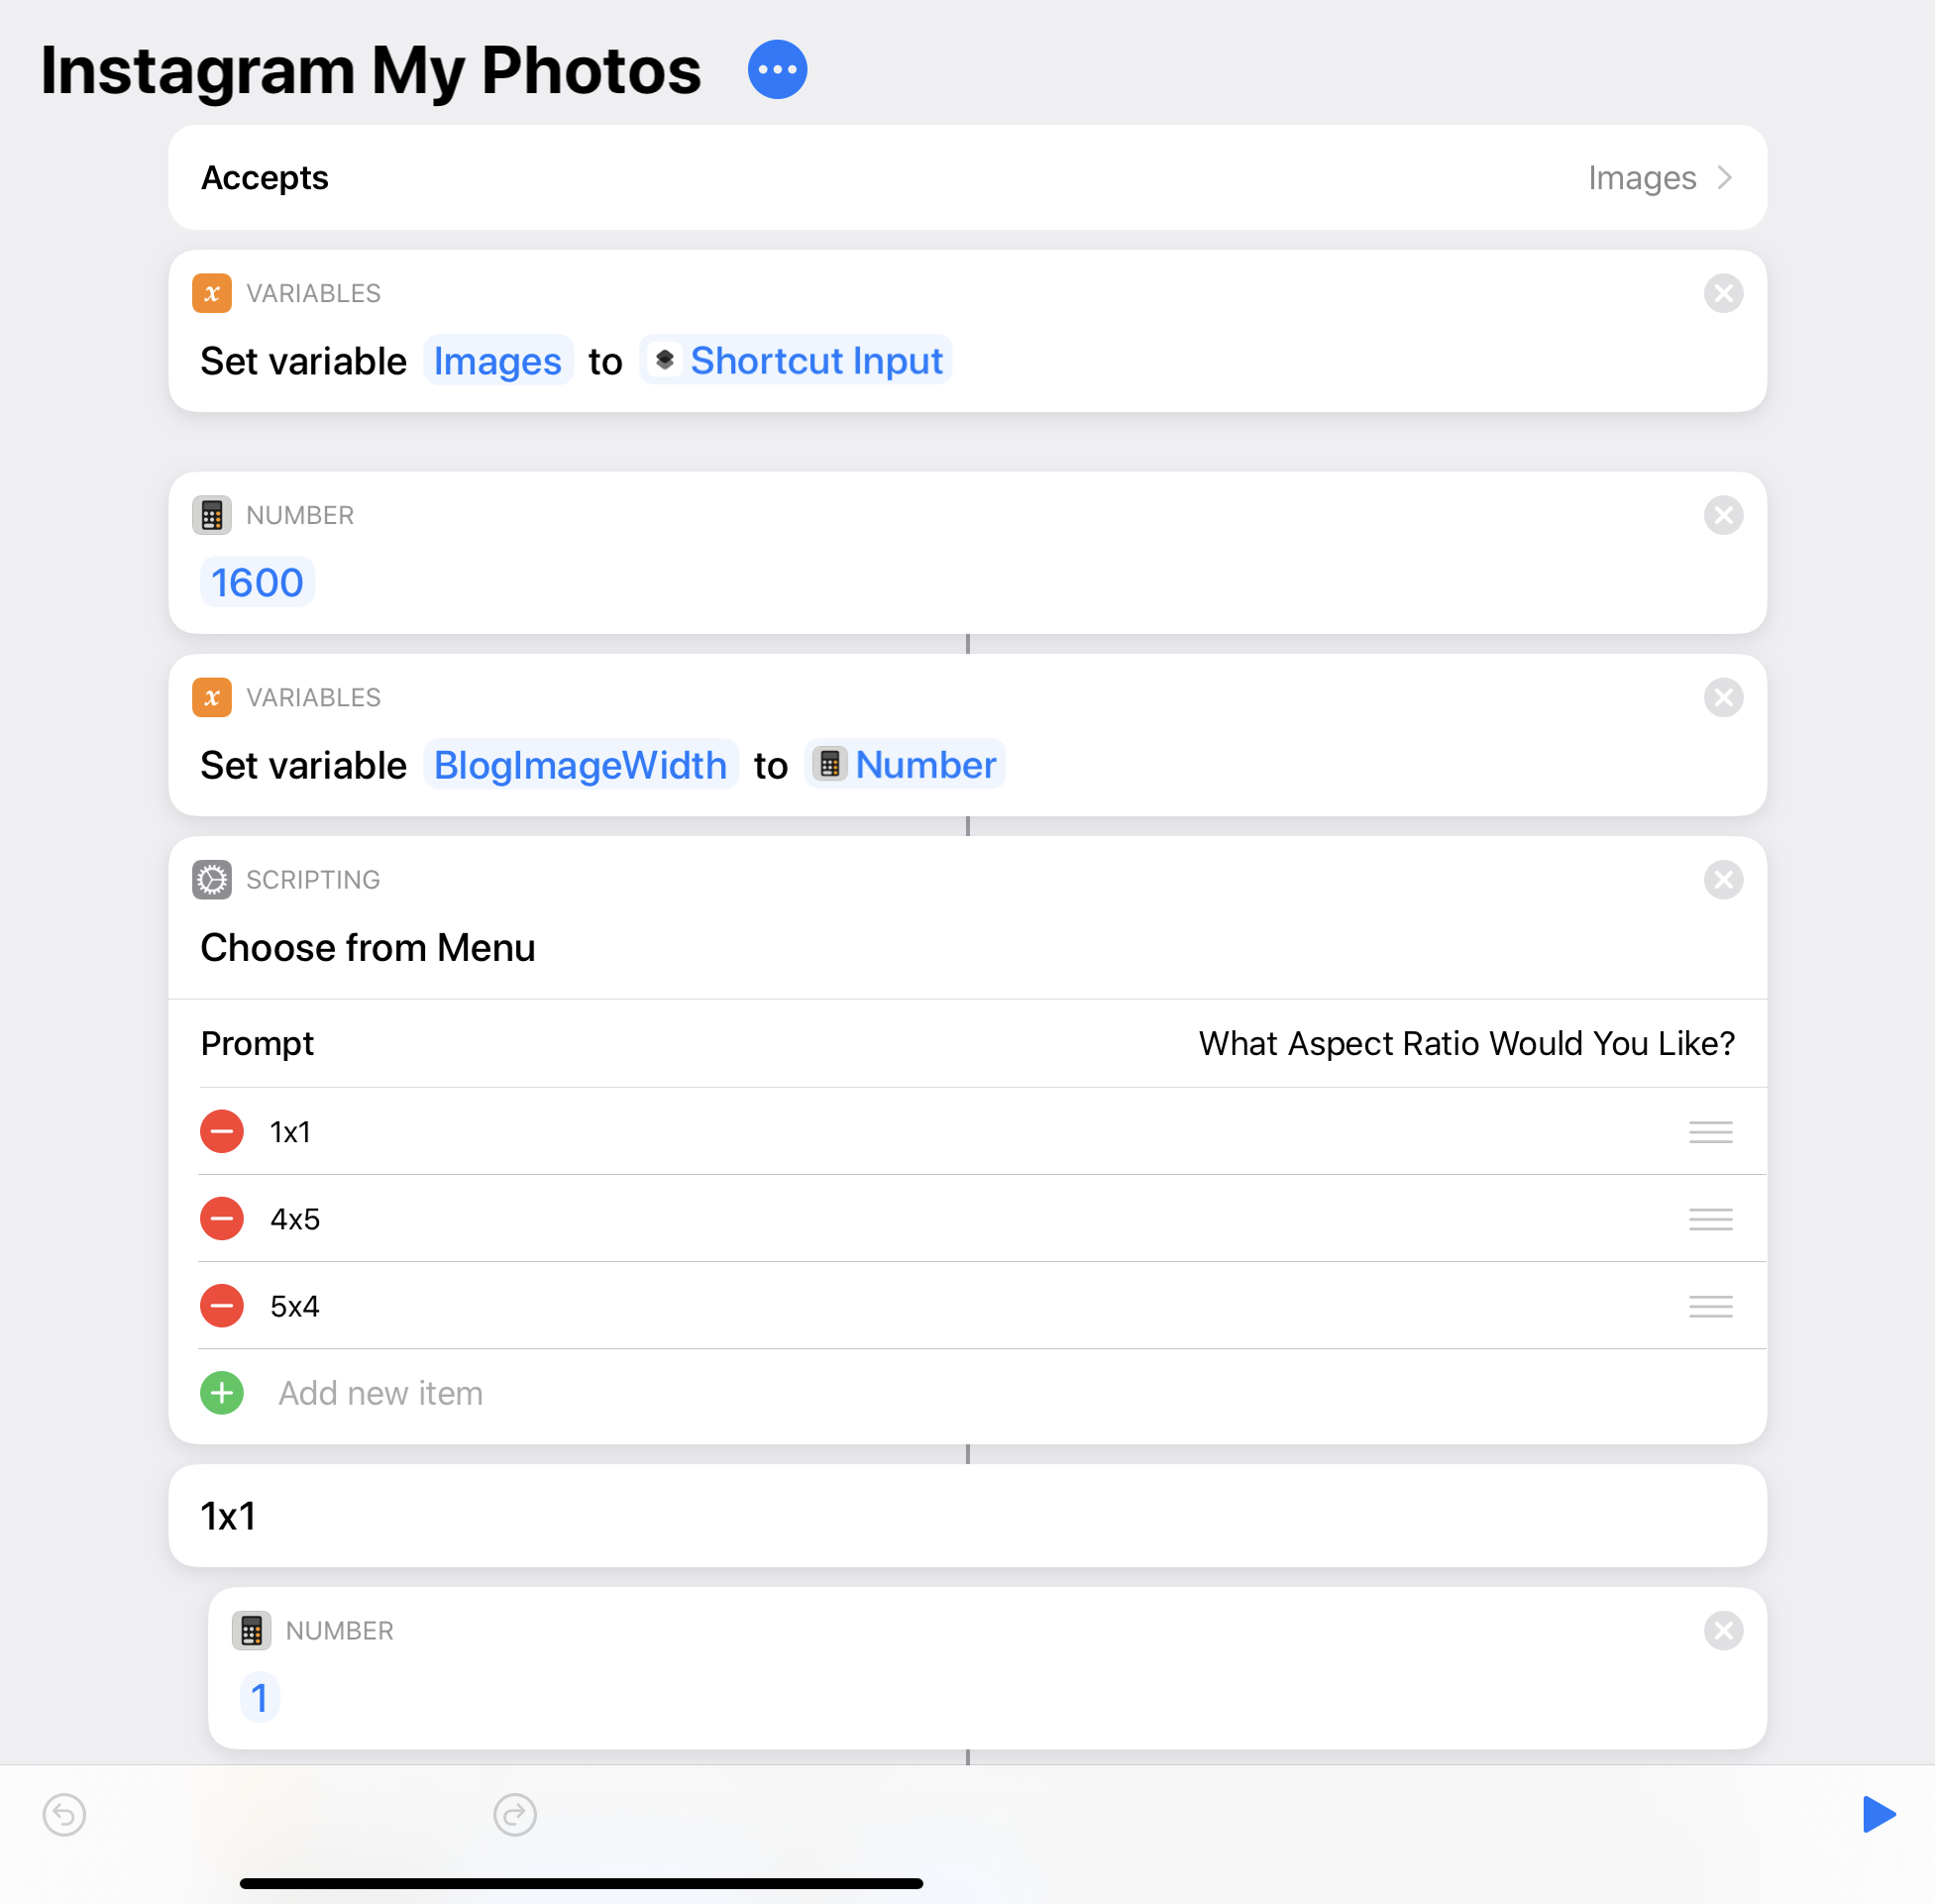 Instagram My Photos
Accepts Images
VARIABLES
Set variable Images to Shortcut Input
NUMBER
1600
VARIABLES
Set variable BlogImageWidth to Number
SCRIPTING
Choose from Menu
Prompt What Aspect Ratio Would You Like?
1x1
4x5
5x4
Add new item
1x1
NUMBER
1